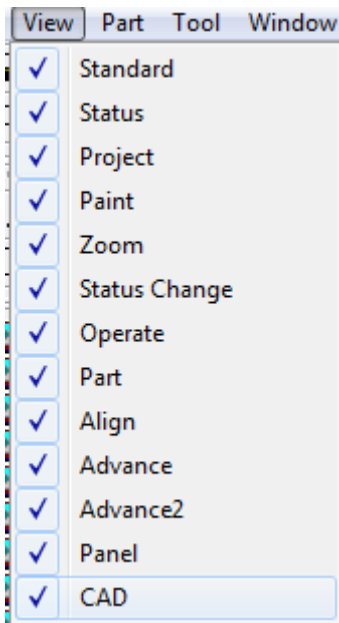 View Part Tool Window
Standard
Status
Project
Paint
Zoom
Status Change
Operate
Part
Align
Advance
Advance2
Panel
CAD